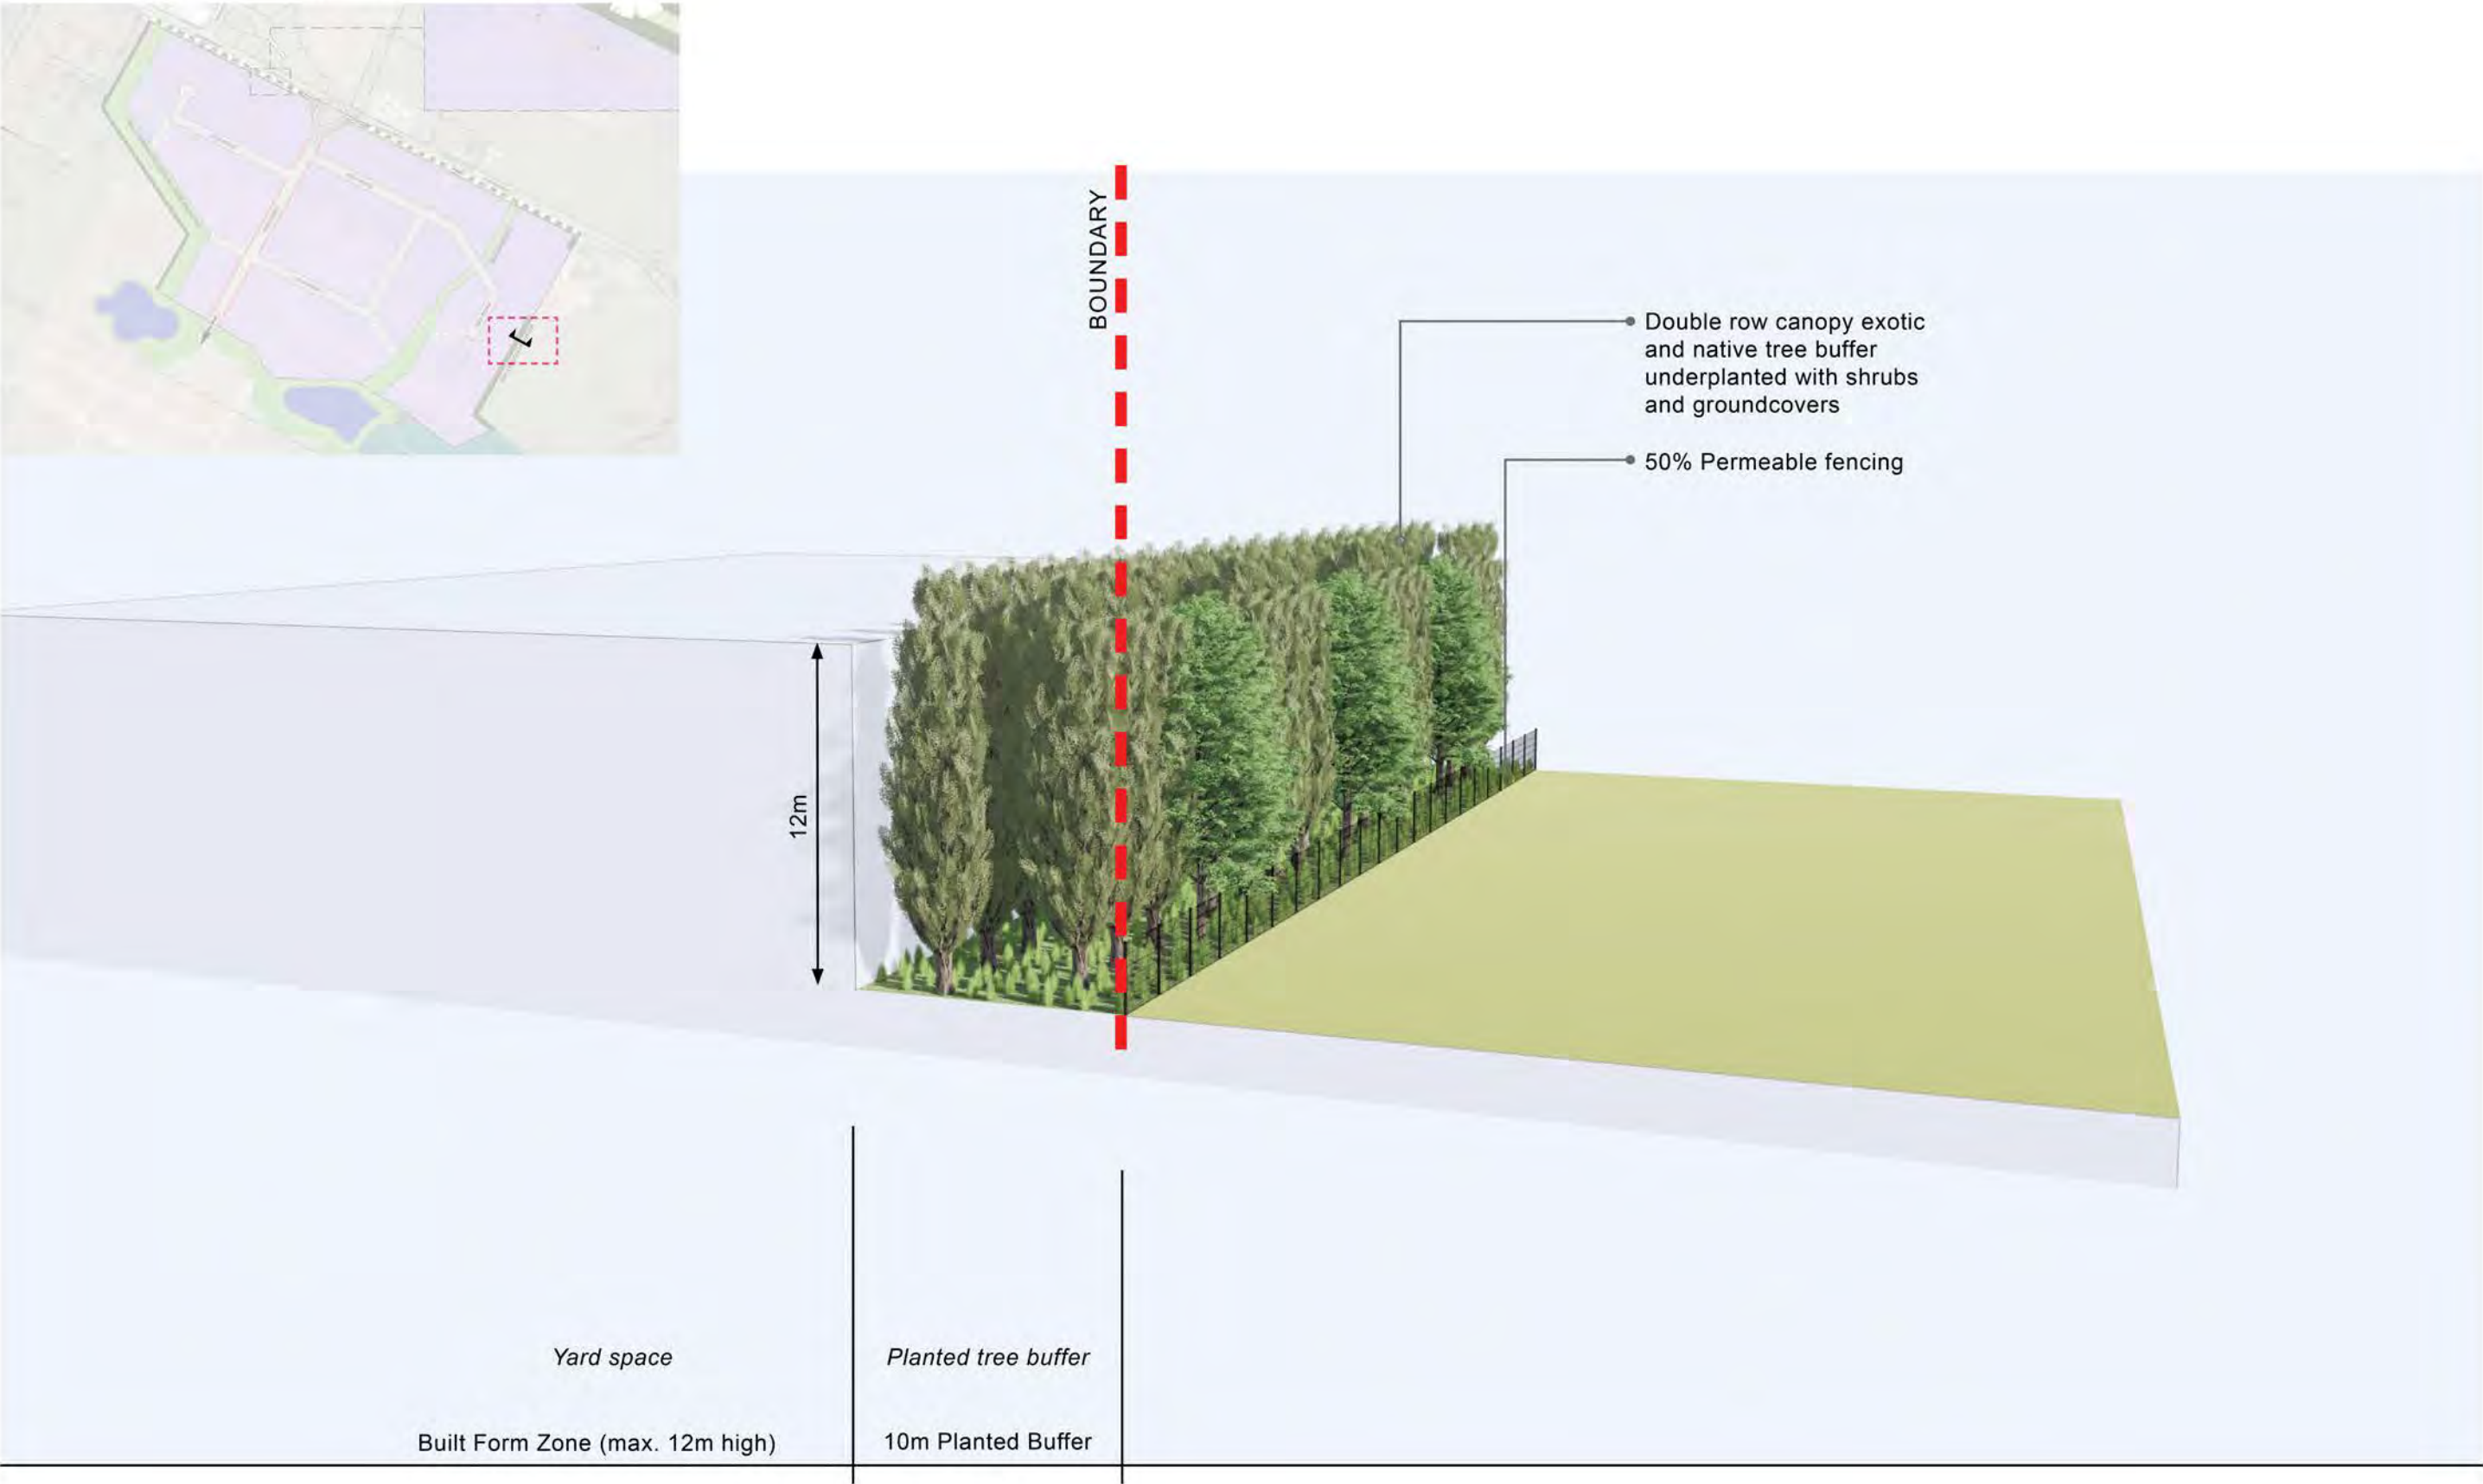 BOUNDARY
Double row canopy exotic
and native tree buffer
underplanted with shrubs
and groundcovers
50% Permeable fencing
12m
Yard space
Planted tree buffer
Built Form Zone (max. 12m high)
10m Planted Buffer